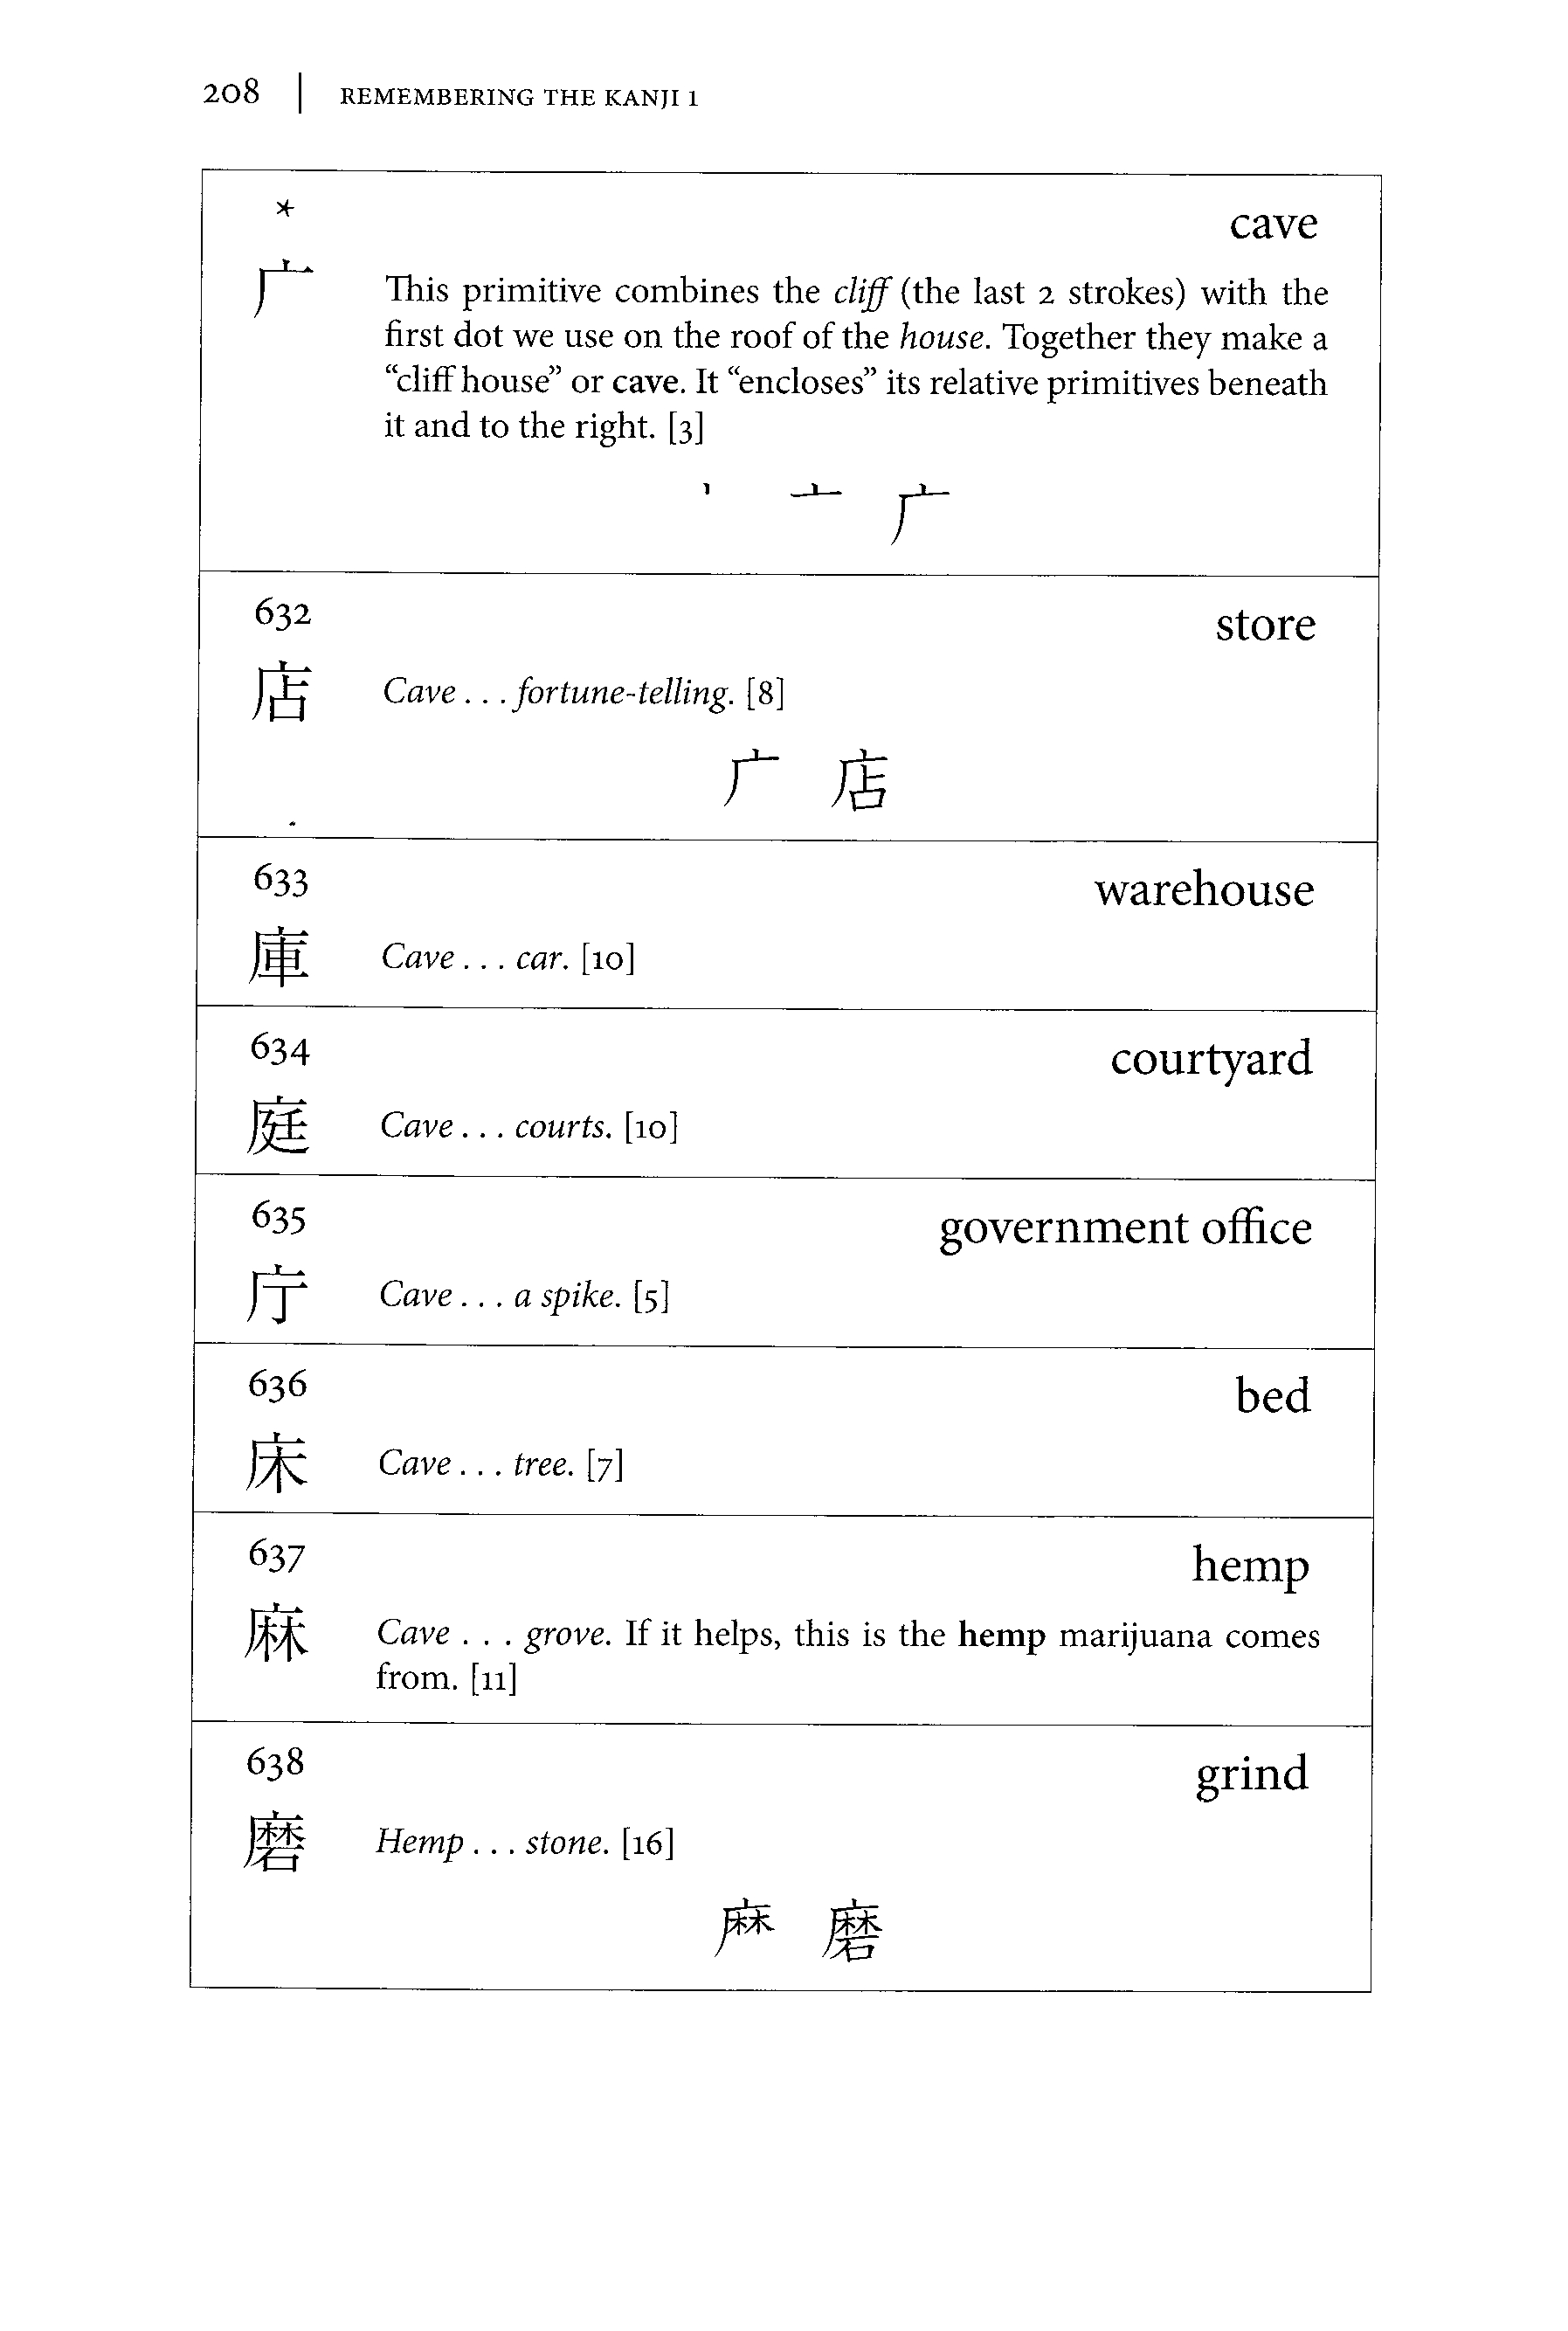 208 | REMEMBERING THE KANJI 1
* cave
广 This primitive combines the cliff (the last 2 strokes) with the
first dot we use on the roof of the house. Together they make a
“cliff house” or cave. It “encloses” its relative primitives beneath
it and to the right. [3]
丶 亠 广
632 store
店 Cave . . . fortune-telling. [8]
广 店
633 warehouse
庫 Cave . . . car. [10]
634 courtyard
庭 Cave . . . courts. [10]
635 government office
庁 Cave . . . a spike. [5]
636 bed
床 Cave . . . tree. [7]
637 hemp
麻 Cave . . . grove. If it helps, this is the hemp marijuana comes
from. [11]
638 grind
磨 Hemp . . . stone. [16]
麻 磨